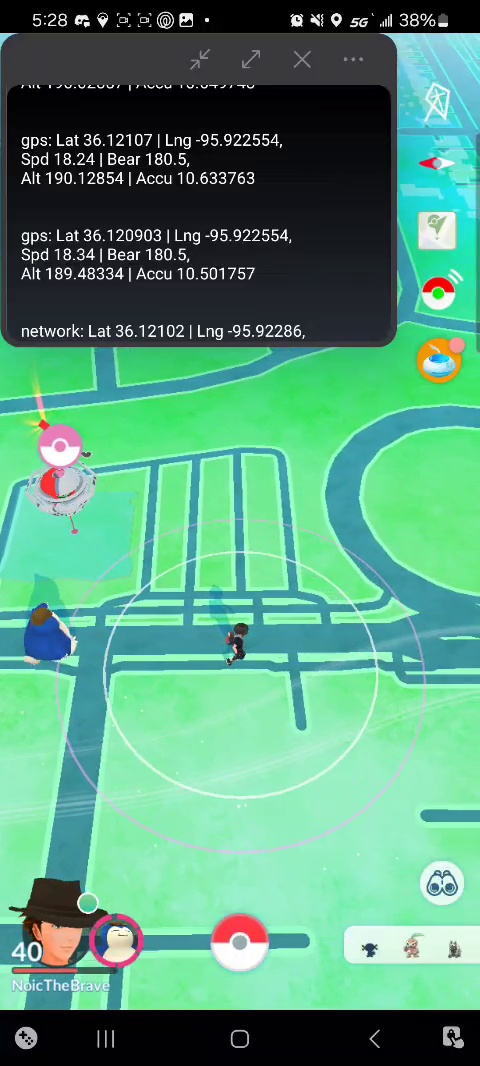 5:28
5G 38%
gps: Lat 36.12107 | Lng -95.922554,
Spd 18.24 | Bear 180.5,
Alt 190.12854 | Accu 10.633763
gps: Lat 36.120903 | Lng -95.922554,
Spd 18.34 | Bear 180.5,
Alt 189.48334 | Accu 10.501757
network: Lat 36.12102 | Lng -95.92286,
40
NoicTheBrave